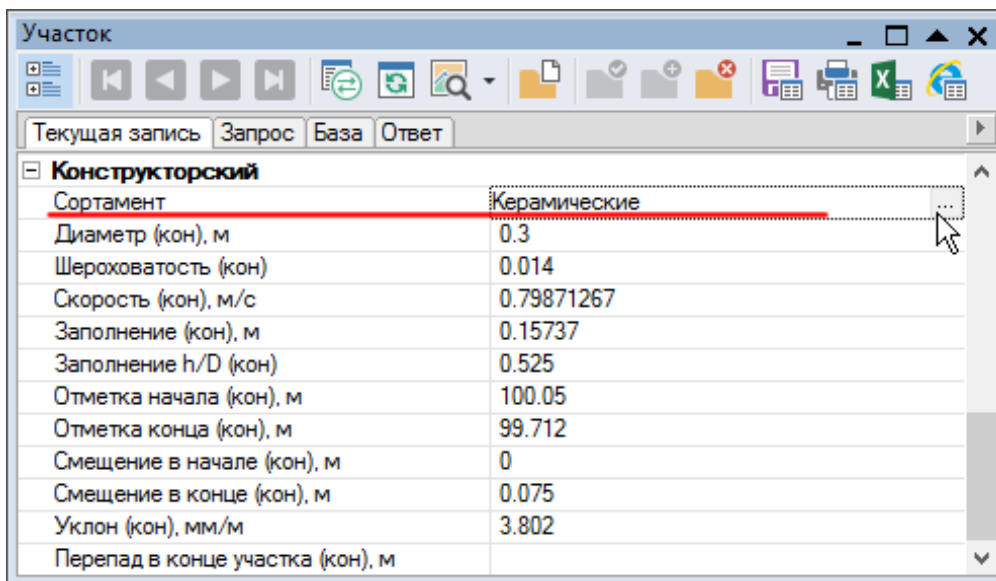 Участок
Текущая запись Запрос База Ответ
Конструкторский
Сортамент Керамические ...
Диаметр (кон), м 0.3
Шероховатость (кон) 0.014
Скорость (кон), м/с 0.79871267
Заполнение (кон), м 0.15737
Заполнение h/D (кон) 0.525
Отметка начала (кон), м 100.05
Отметка конца (кон), м 99.712
Смещение в начале (кон), м 0
Смещение в конце (кон), м 0.075
Уклон (кон), мм/м 3.802
Перепад в конце участка (кон), м